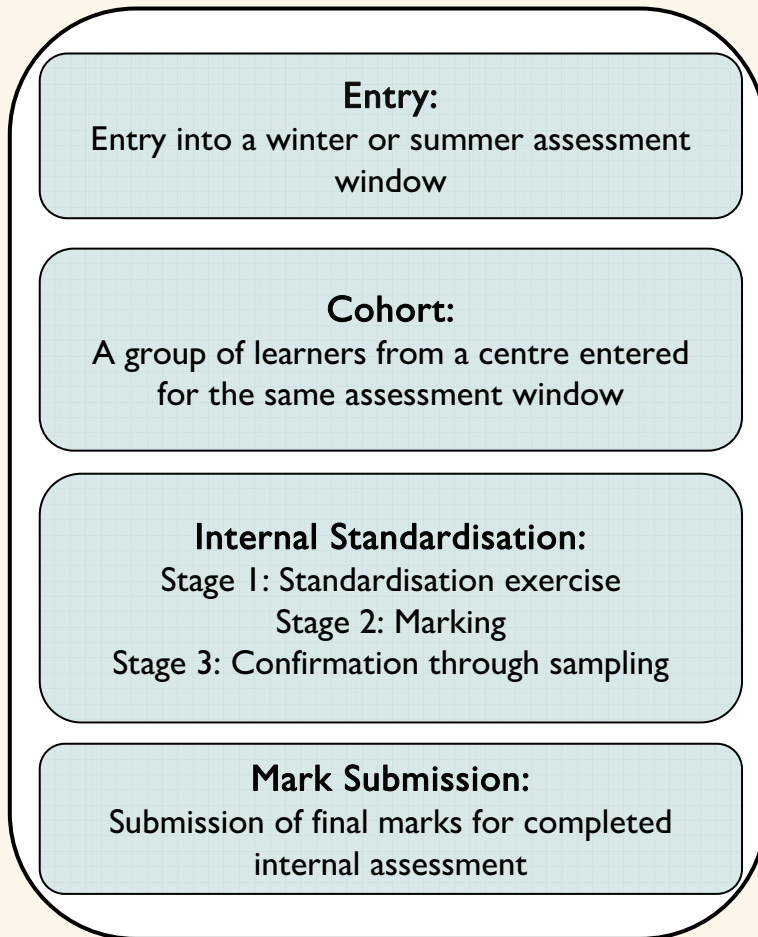 Entry:
Entry into a winter or summer assessment
window
Cohort:
A group of learners from a centre entered
for the same assessment window
Internal Standardisation:
Stage 1: Standardisation exercise
Stage 2: Marking
Stage 3: Confirmation through sampling
Mark Submission:
Submission of final marks for completed
internal assessment